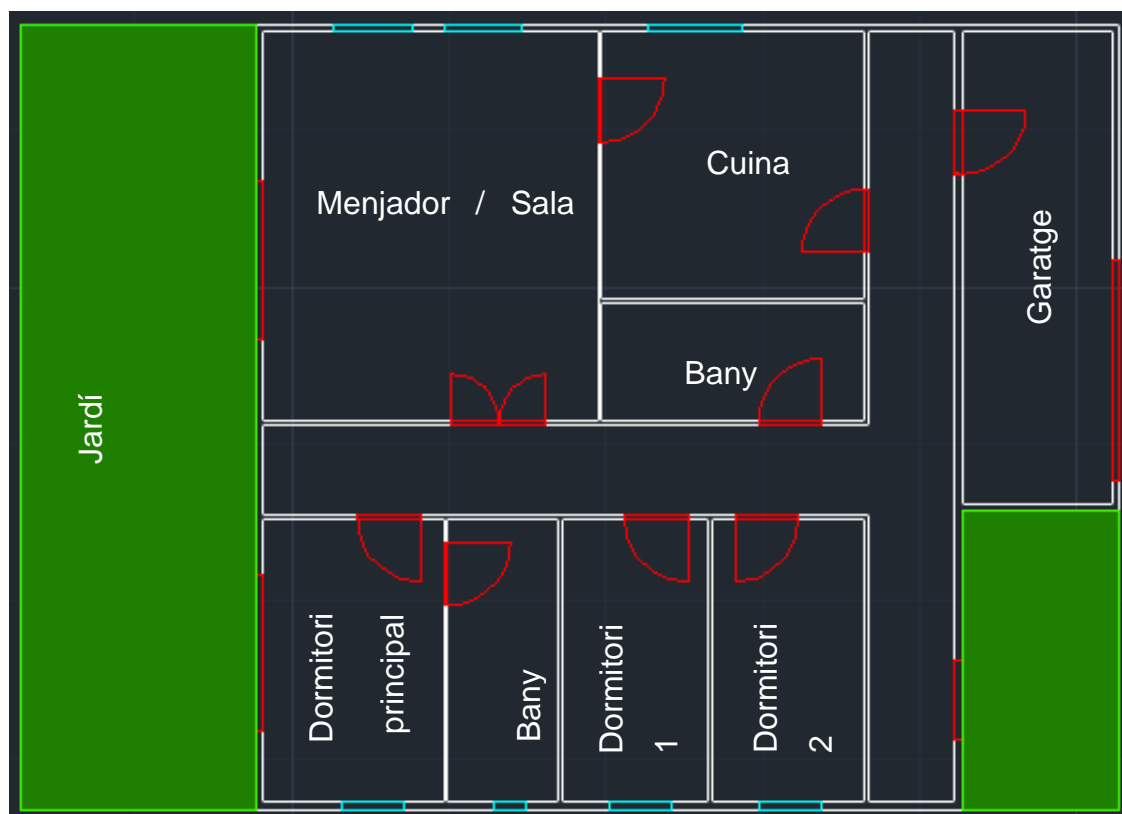 Menjador / Sala
Cuina
Garatge
Bany
Jardí
Dormitori
principal
Bany
Dormitori
1
Dormitori
2